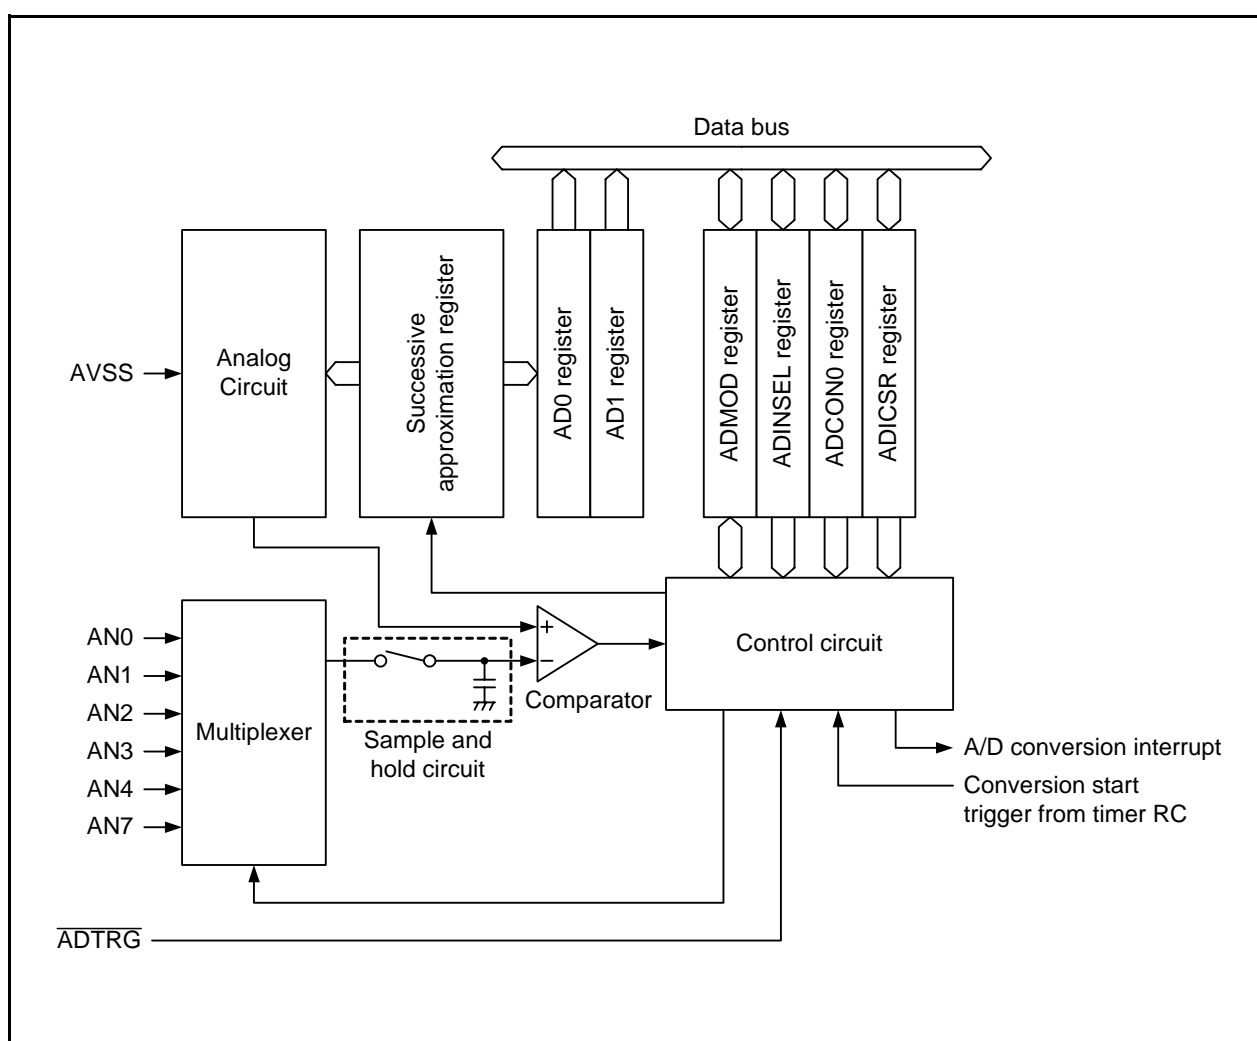 Data bus
AVSS
Analog
Circuit
Successive
approximation register
AD0 register
AD1 register
ADMOD register
ADINSEL register
ADCON0 register
ADICSR register
AN0
AN1
AN2
AN3
AN4
AN7
Multiplexer
+
−
Comparator
Sample and
hold circuit
Control circuit
A/D conversion interrupt
Conversion start
trigger from timer RC
ADTRG